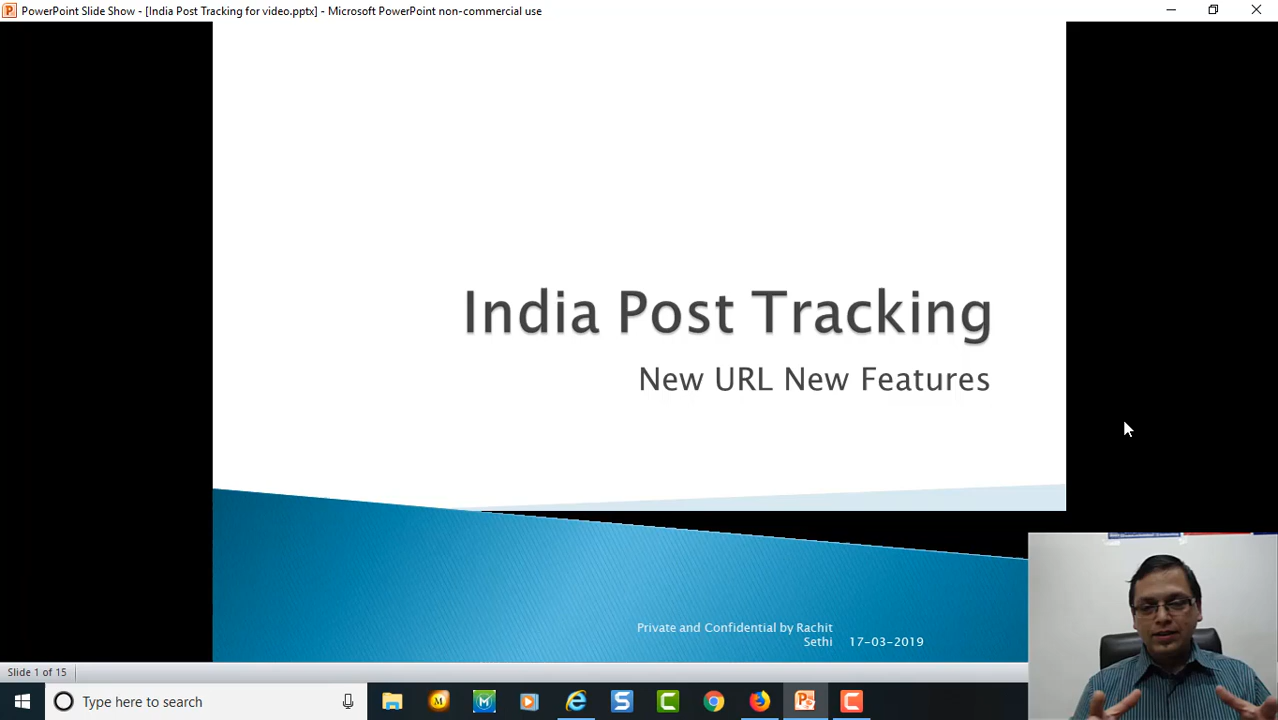 PowerPoint Slide Show - [India Post Tracking for video.pptx] - Microsoft PowerPoint non-commercial use
India Post Tracking
New URL New Features
Private and Confidential by Rachit
Sethi 17-03-2019
Slide 1 of 15
Type here to search